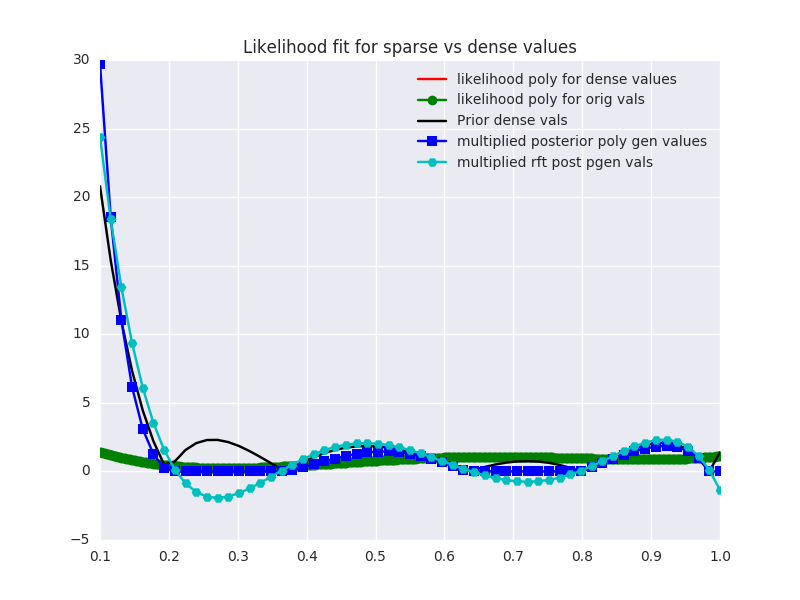 Likelihood fit for sparse vs dense values
likelihood poly for dense values
likelihood poly for orig vals
Prior dense vals
multiplied posterior poly gen values
multiplied rft post pgen vals
30
25
20
15
10
5
0
−5
0.1 0.2 0.3 0.4 0.5 0.6 0.7 0.8 0.9 1.0